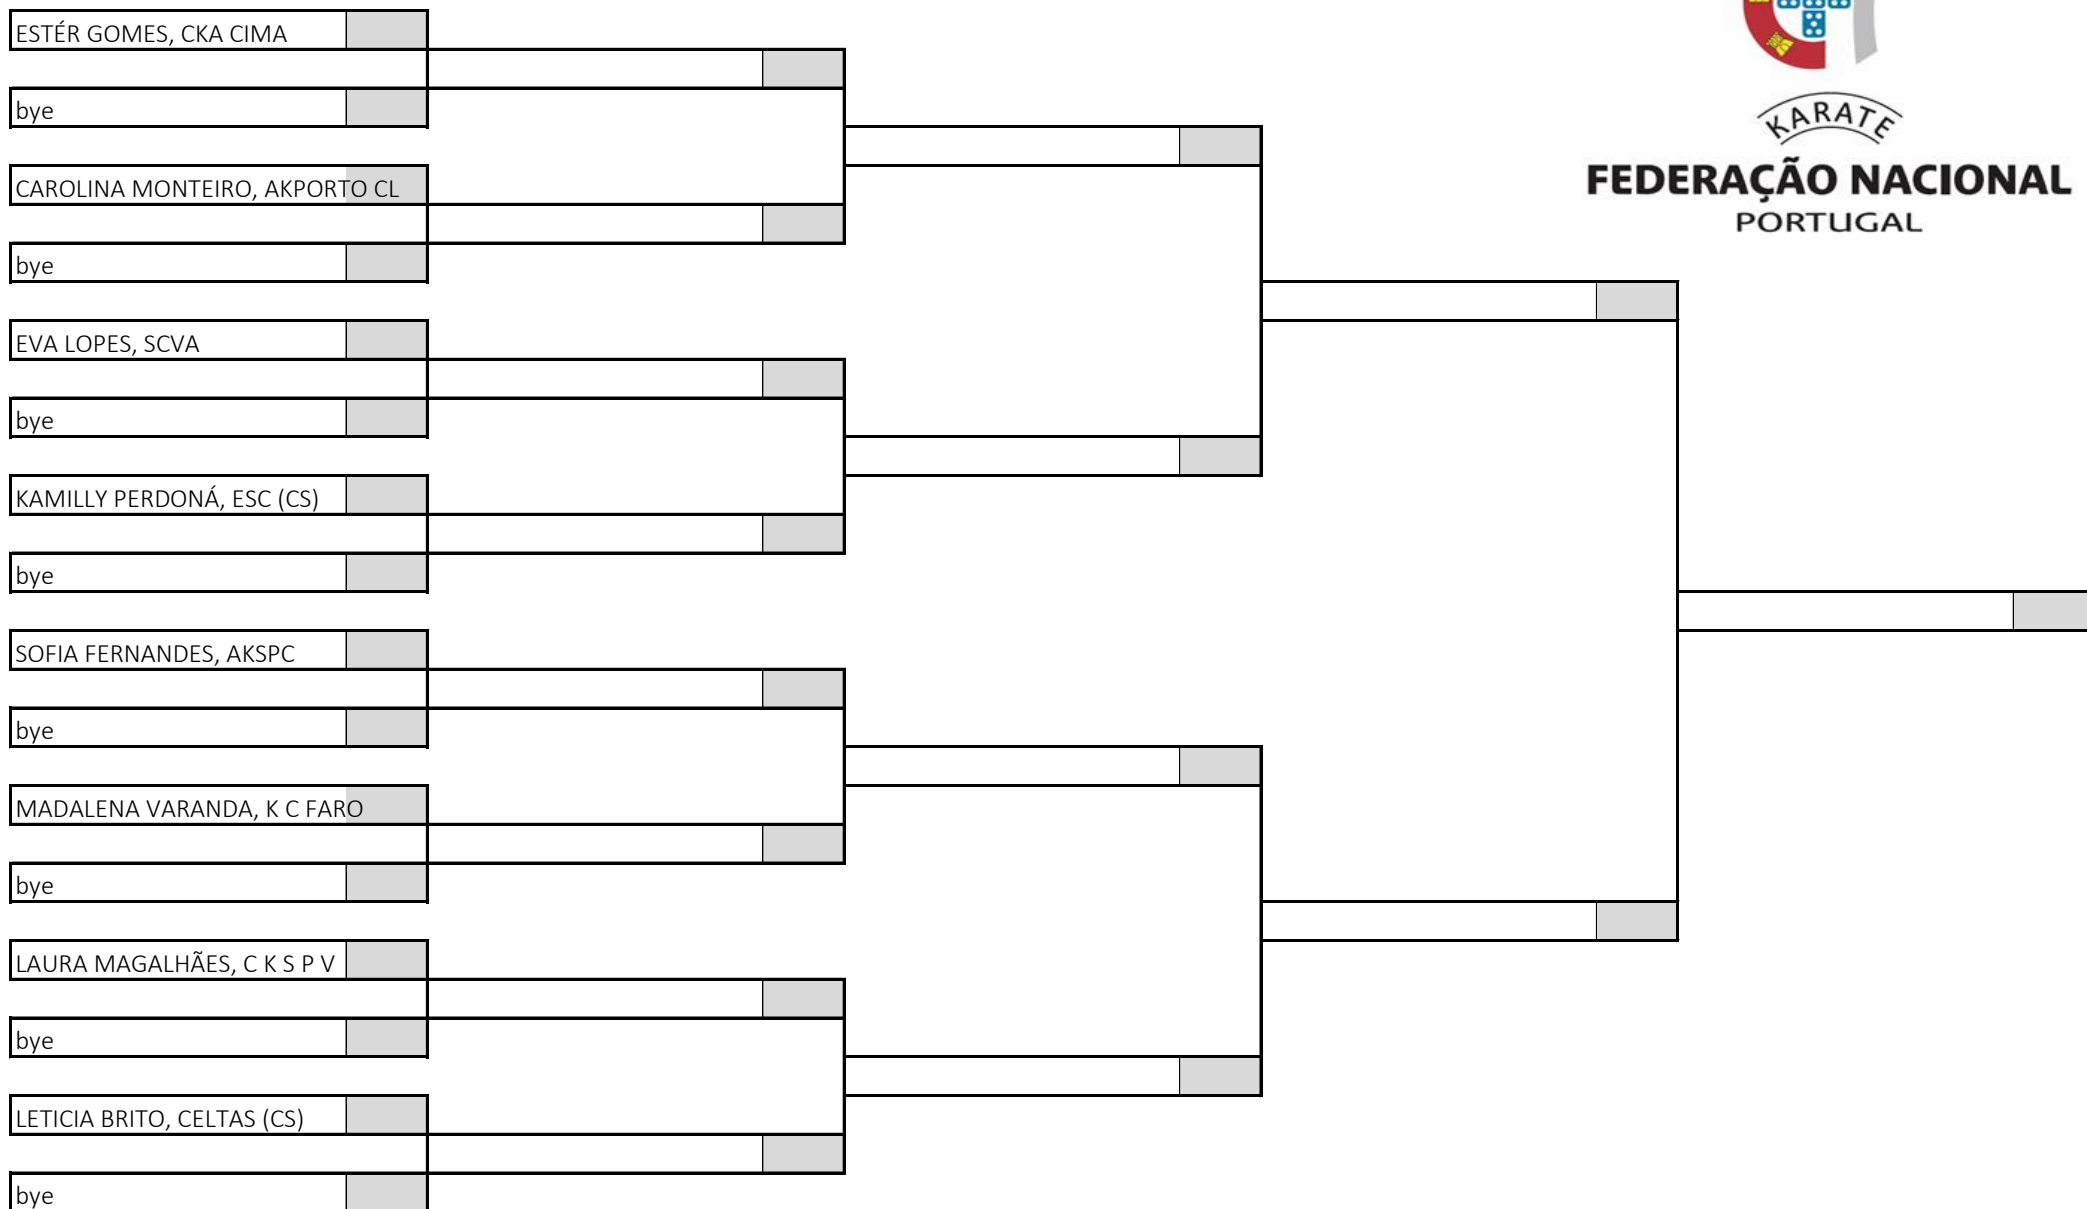 ESTÉR GOMES, CKA CIMA
bye
CAROLINA MONTEIRO, AKPORTO CL
bye
EVA LOPES, SCVA
bye
KAMILLY PERDONÁ, ESC (CS)
bye
SOFIA FERNANDES, AKSPC
bye
MADALENA VARANDA, K C FARO
bye
LAURA MAGALHÃES, C K S P V
bye
LETICIA BRITO, CELTAS (CS)
bye
KARATE
FEDERAÇÃO NACIONAL
PORTUGAL